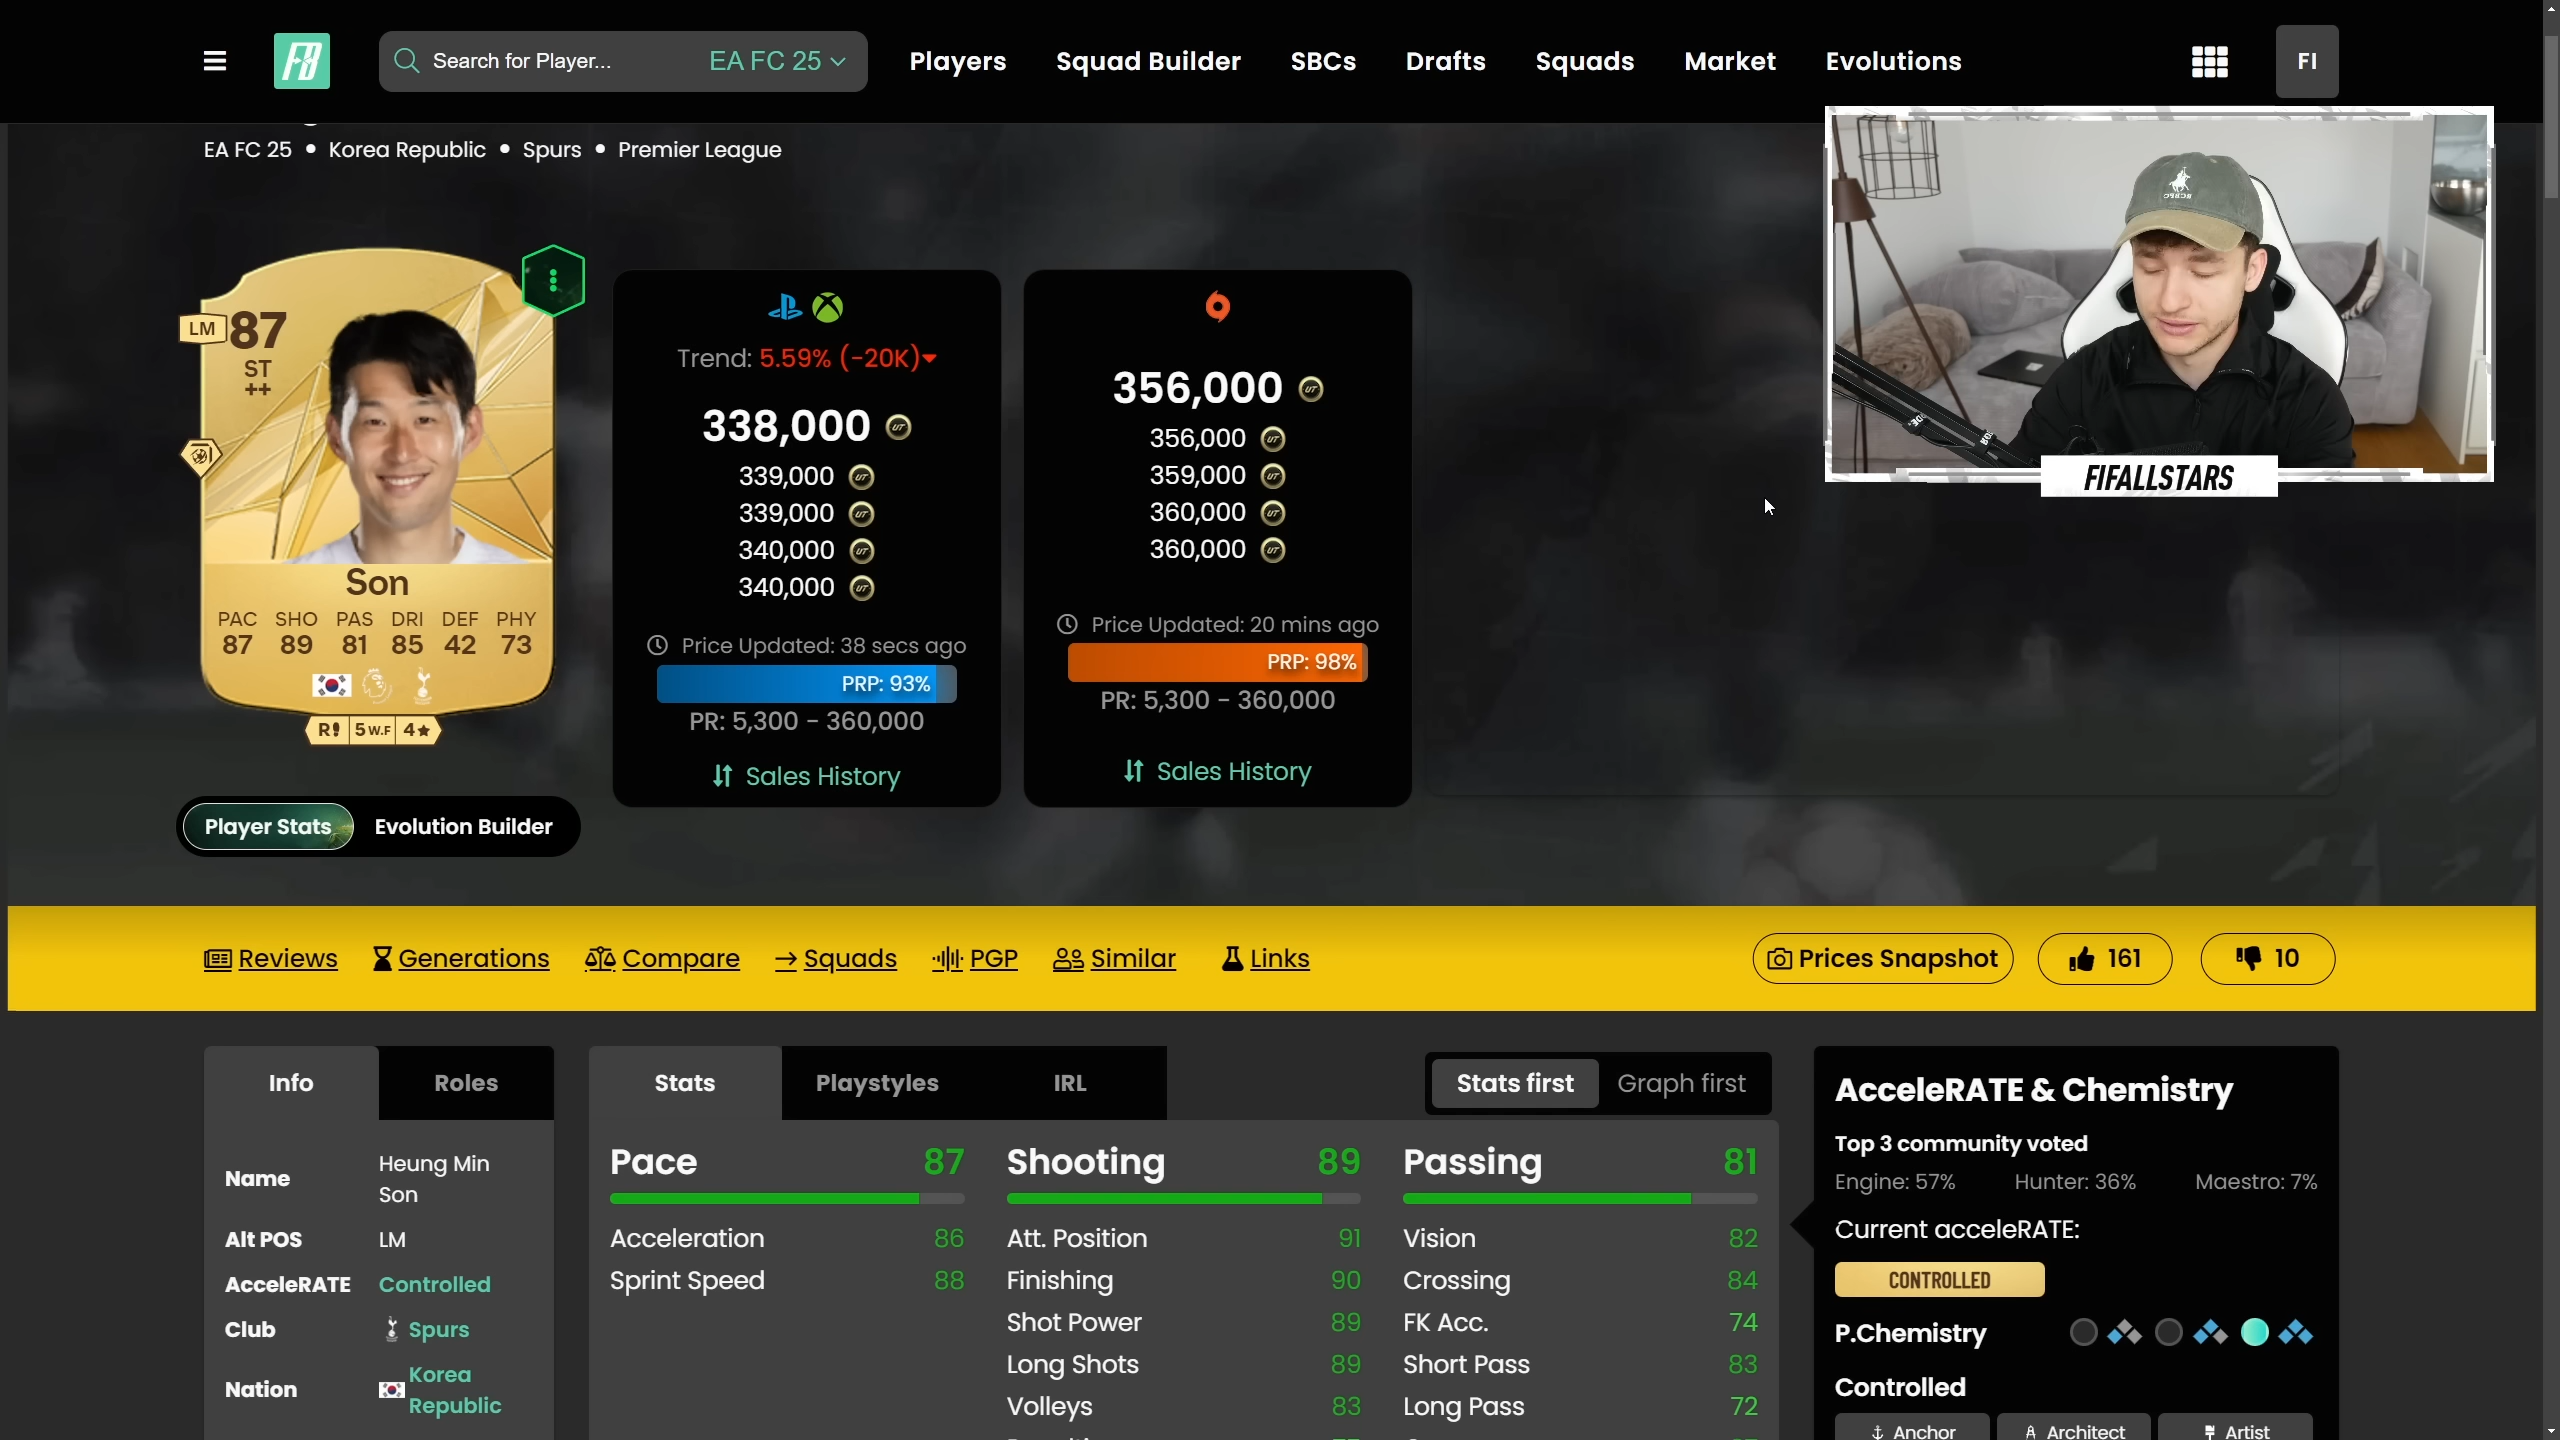 Search for Player...
EA FC 25
Players
Squad Builder
SBCs
Drafts
Squads
Market
Evolutions
FI
EA FC 25 • Korea Republic • Spurs • Premier League
LM
87
ST
++
Son
PAC SHO PAS DRI DEF PHY
87 89 81 85 42 73
R 5 W.F 4★
Trend: 5.59% (-20K)
338,000
339,000
339,000
340,000
340,000
Price Updated: 38 secs ago
PRP: 93%
PR: 5,300 - 360,000
Sales History
356,000
356,000
359,000
360,000
360,000
Price Updated: 20 mins ago
PRP: 98%
PR: 5,300 - 360,000
Sales History
FIFALLSTARS
Player Stats
Evolution Builder
Reviews
Generations
Compare
Squads
PGP
Similar
Links
Prices Snapshot
161
10
Info
Roles
Name
Heung Min
Son
Alt POS
LM
AcceleRATE
Controlled
Club
Spurs
Nation
Korea
Republic
Stats
Playstyles
IRL
Stats first
Graph first
Pace 87
Acceleration 86
Sprint Speed 88
Shooting 89
Att. Position 91
Finishing 90
Shot Power 89
Long Shots 89
Volleys 83
Passing 81
Vision 82
Crossing 84
FK Acc. 74
Short Pass 83
Long Pass 72
AcceleRATE & Chemistry
Top 3 community voted
Engine: 57% Hunter: 36% Maestro: 7%
Current acceleRATE:
CONTROLLED
P.Chemistry
Controlled
Anchor
Architect
Artist